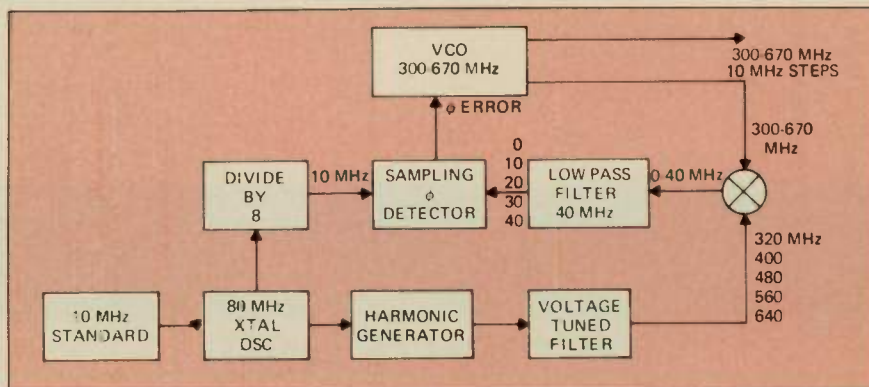 VCO
300-670 MHz
300-670 MHz
10 MHz STEPS
φ ERROR
300-670
MHz
DIVIDE
BY
8
10 MHz
SAMPLING
φ
DETECTOR
0
10
20
30
40
LOW PASS
FILTER
40 MHz
0 40 MHz
320 MHz
400
480
560
640
10 MHz
STANDARD
80 MHz
XTAL
OSC
HARMONIC
GENERATOR
VOLTAGE
TUNED
FILTER